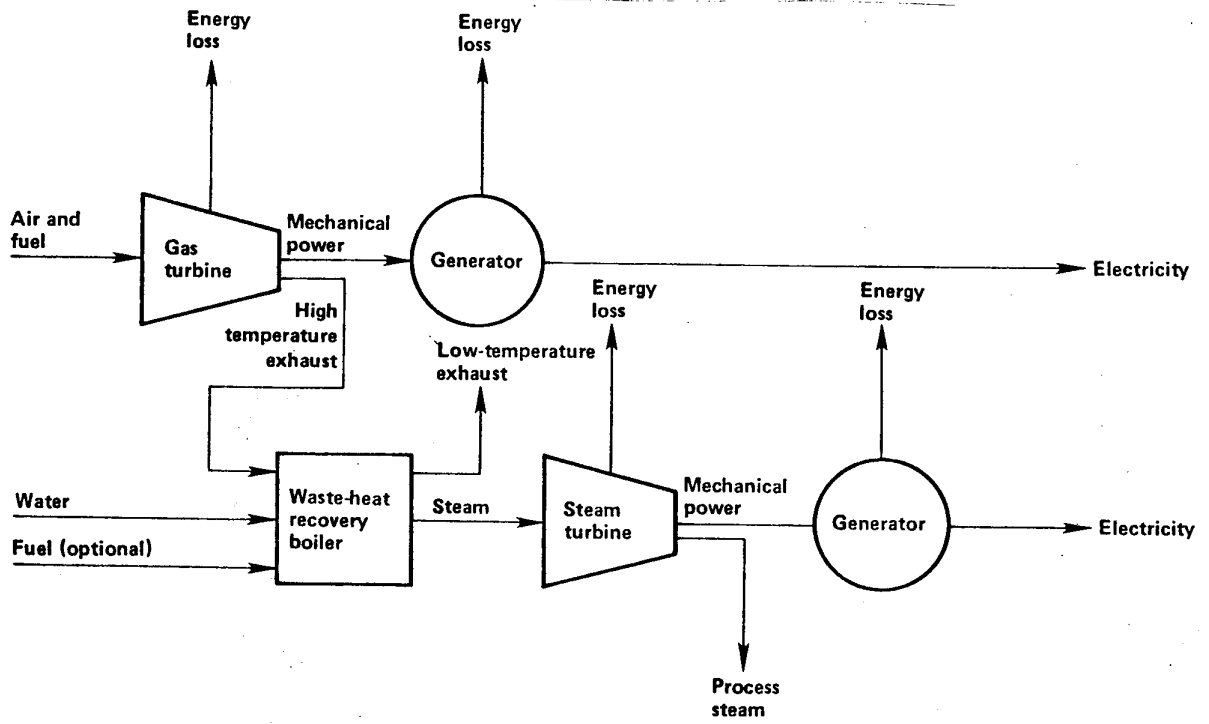 Energy
loss
Energy
loss
Air and
fuel
Gas
turbine
Mechanical
power
Generator
Electricity
High
temperature
exhaust
Low-temperature
exhaust
Energy
loss
Energy
loss
Water
Fuel (optional)
Waste-heat
recovery
boiler
Steam
Steam
turbine
Mechanical
power
Generator
Electricity
Process
steam